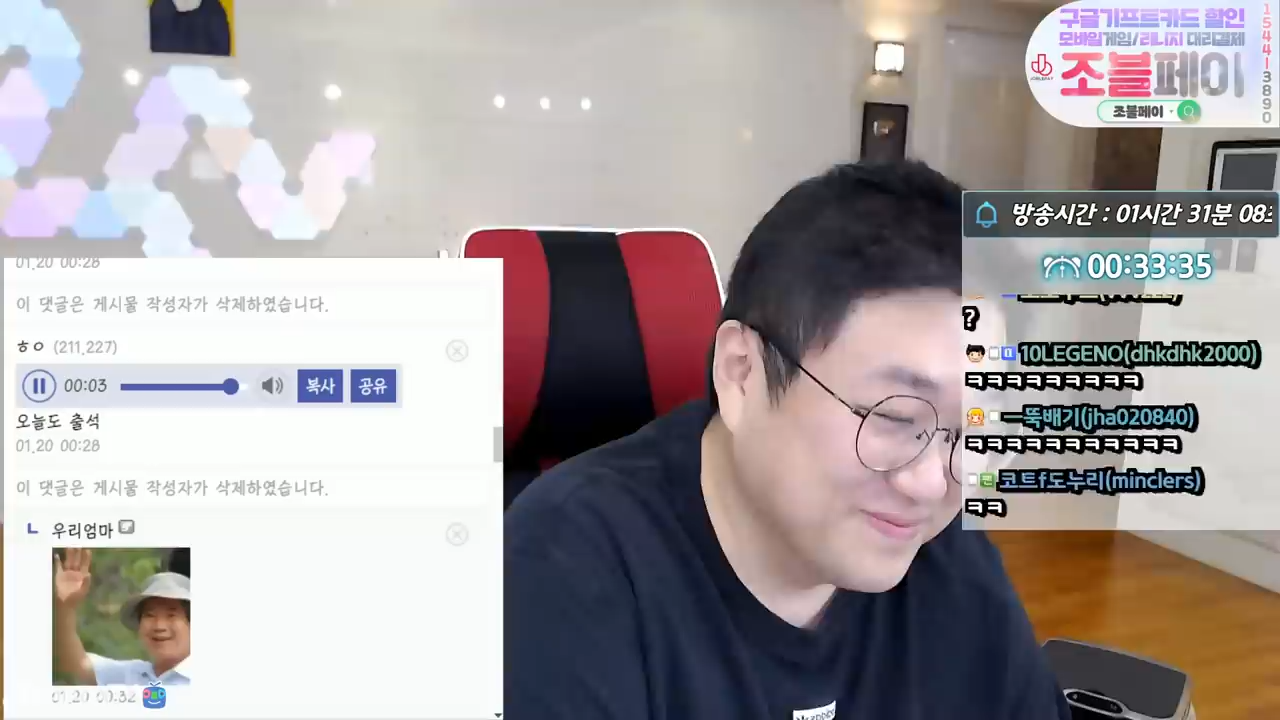 01.20 00:28
이 댓글은 게시물 작성자가 삭제하였습니다.
ㅎㅇ (211.227)
00:03
복사
공유
오늘도 출석
01.20 00:28
이 댓글은 게시물 작성자가 삭제하였습니다.
ㄴ 우리엄마
01.20 00:32
구글기프트카드 할인
모바일게임/리니지 대리결제
조블페이
조블페이
1544-3890
방송시간 : 01시간 31분 08
00:33:35
?
10LEGENO(dhkdhk2000)
ㅋㅋㅋㅋㅋㅋㅋㅋㅋ
ㅡ뚝배기(jha020840)
ㅋㅋㅋㅋㅋㅋㅋㅋㅋㅋㅋ
코트f도누리(minclers)
ㅋㅋ